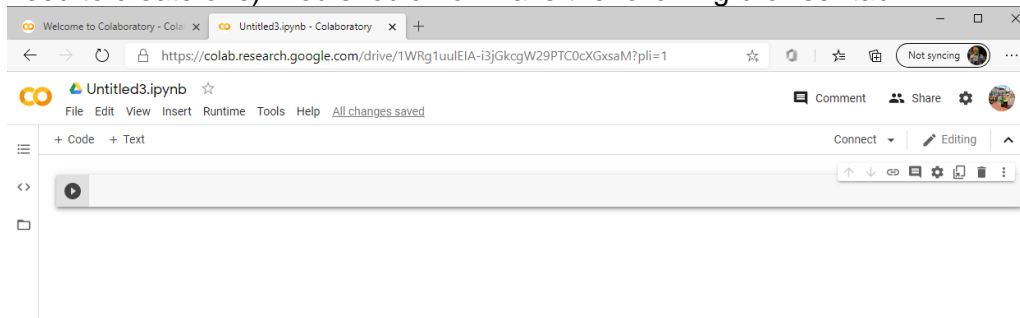 Welcome to Colaboratory - Cola Untitled3.ipynb - Colaboratory
https://colab.research.google.com/drive/1WRg1uulEIA-i3jGkcgW29PTC0cXGxsaM?pli=1 Not syncing
Untitled3.ipynb
Comment Share
File Edit View Insert Runtime Tools Help All changes saved
+ Code + Text Connect Editing